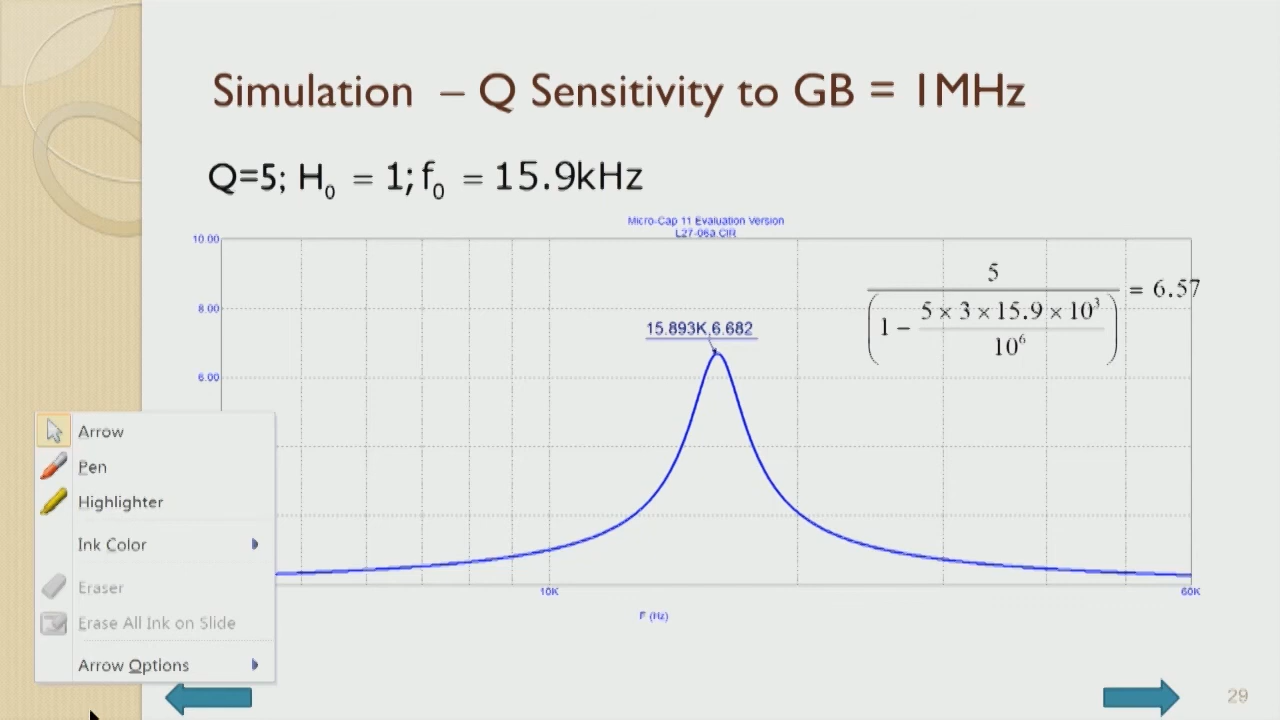 Simulation – Q Sensitivity to GB = 1MHz
Q=5; H0 = 1; f0 = 15.9kHz
Micro-Cap 11 Evaluation Version
L27-06a.CIR
10.00
8.00
6.00
15.893K,6.682
5
(1 − 5 × 3 × 15.9 × 10³ / 10⁶) = 6.57
10K
60K
F (Hz)
Arrow
Pen
Highlighter
Ink Color
Eraser
Erase All Ink on Slide
Arrow Options
29